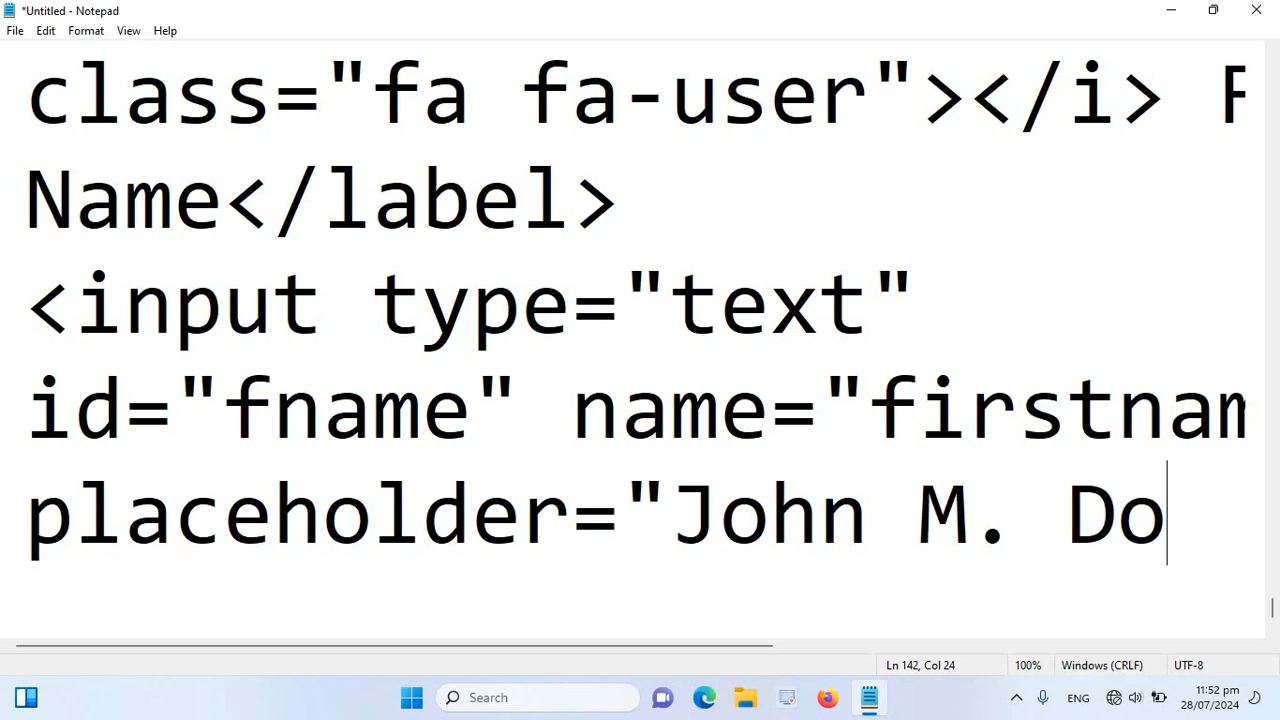 *Untitled - Notepad
File Edit Format View Help
class="fa fa-user"></i> F
Name</label>
<input type="text"
id="fname" name="firstnam
placeholder="John M. Do
Ln 142, Col 24 100% Windows (CRLF) UTF-8
Search ENG 11:52 pm
28/07/2024